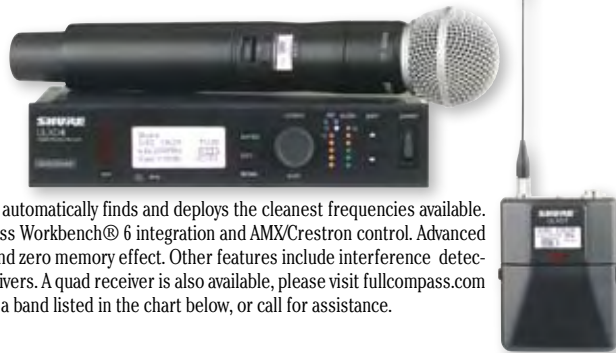 SHURE
ULXD4
automatically finds and deploys the cleanest frequencies available.
ss Workbench® 6 integration and AMX/Crestron control. Advanced
nd zero memory effect. Other features include interference detec-
ivers. A quad receiver is also available, please visit fullcompass.com
a band listed in the chart below, or call for assistance.
SHURE